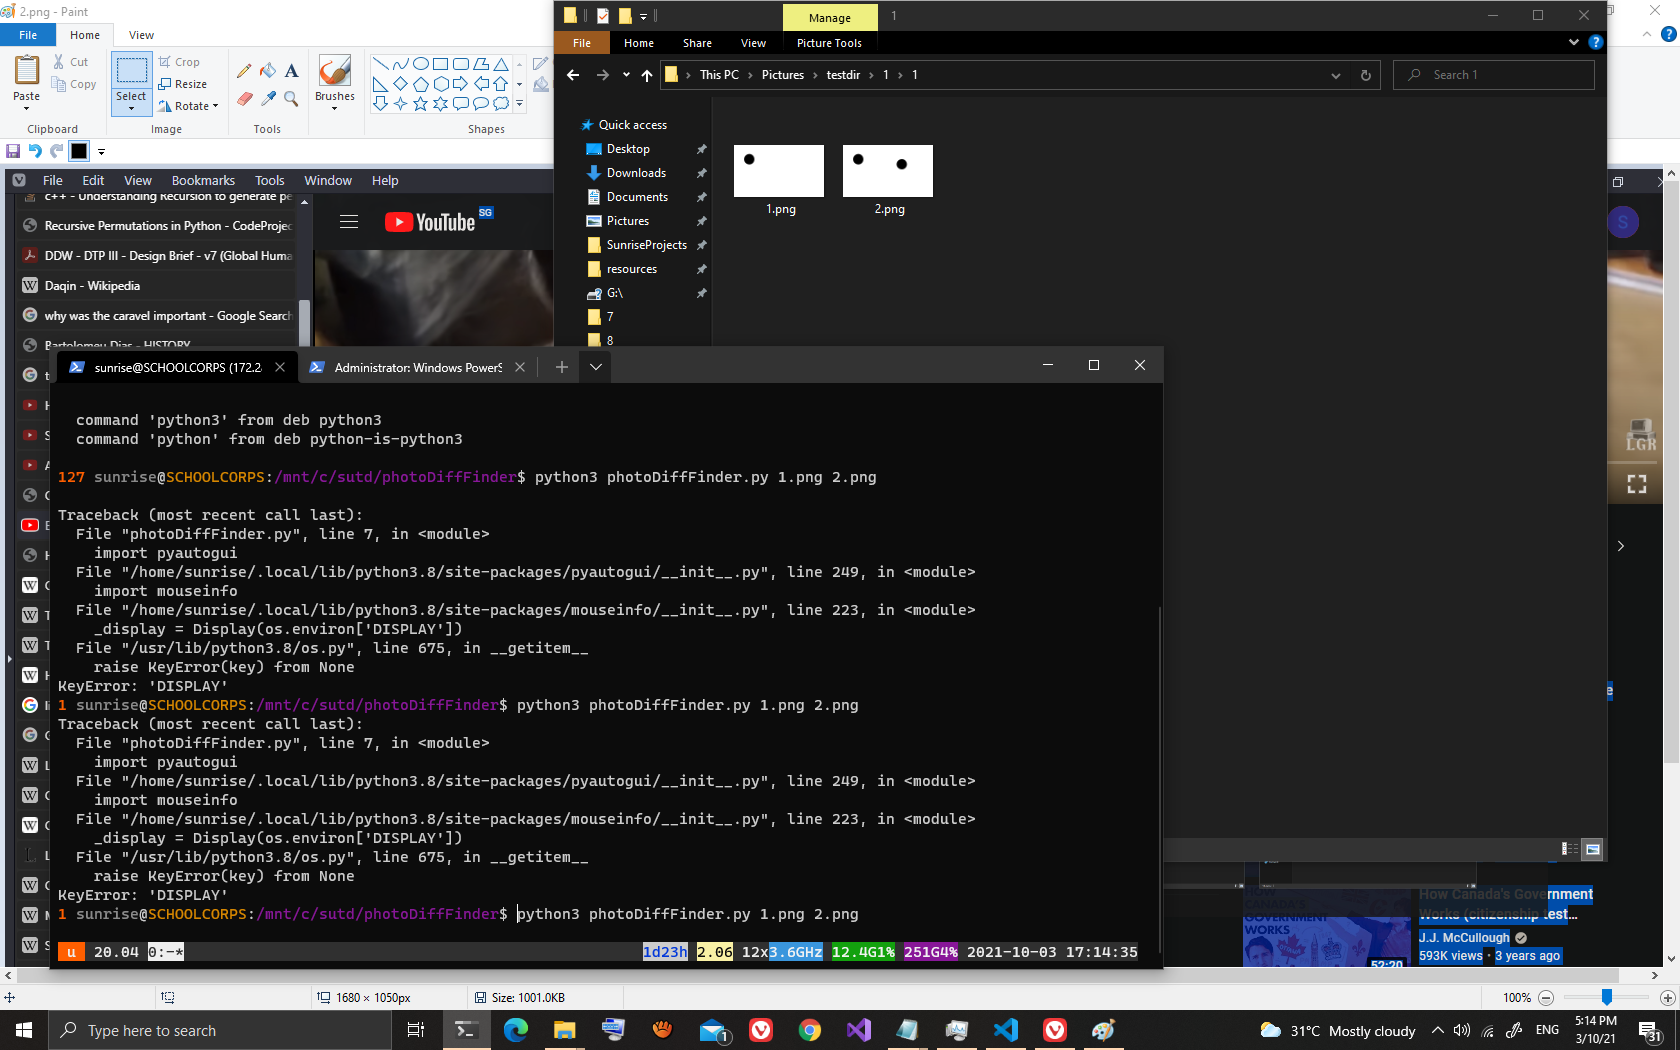 2.png - Paint
File Home View
Cut
Copy
Paste
Select
Crop
Resize
Rotate
Brushes
Clipboard
Image
Tools
Shapes
Manage
1
File Home Share View Picture Tools
This PC > Pictures > testdir > 1 > 1
Search 1
Quick access
Desktop
Downloads
Documents
Pictures
SunriseProjects
resources
G:\
7
8
1.png
2.png
File Edit View Bookmarks Tools Window Help
c++ - Understanding Recursion to generate pe
Recursive Permutations in Python - CodeProjec
DDW - DTP III - Design Brief - v7 (Global Huma
Daqin - Wikipedia
why was the caravel important - Google Search
Bartolomeu Dias - HISTORY
YouTube SG
S
LGR
sunrise@SCHOOLCORPS (172.2
Administrator: Windows PowerS
command 'python3' from deb python3
command 'python' from deb python-is-python3
127 sunrise@SCHOOLCORPS:/mnt/c/sutd/photoDiffFinder$ python3 photoDiffFinder.py 1.png 2.png
Traceback (most recent call last):
File "photoDiffFinder.py", line 7, in <module>
import pyautogui
File "/home/sunrise/.local/lib/python3.8/site-packages/pyautogui/__init__.py", line 249, in <module>
import mouseinfo
File "/home/sunrise/.local/lib/python3.8/site-packages/mouseinfo/__init__.py", line 223, in <module>
_display = Display(os.environ['DISPLAY'])
File "/usr/lib/python3.8/os.py", line 675, in __getitem__
raise KeyError(key) from None
KeyError: 'DISPLAY'
1 sunrise@SCHOOLCORPS:/mnt/c/sutd/photoDiffFinder$ python3 photoDiffFinder.py 1.png 2.png
Traceback (most recent call last):
File "photoDiffFinder.py", line 7, in <module>
import pyautogui
File "/home/sunrise/.local/lib/python3.8/site-packages/pyautogui/__init__.py", line 249, in <module>
import mouseinfo
File "/home/sunrise/.local/lib/python3.8/site-packages/mouseinfo/__init__.py", line 223, in <module>
_display = Display(os.environ['DISPLAY'])
File "/usr/lib/python3.8/os.py", line 675, in __getitem__
raise KeyError(key) from None
KeyError: 'DISPLAY'
1 sunrise@SCHOOLCORPS:/mnt/c/sutd/photoDiffFinder$ python3 photoDiffFinder.py 1.png 2.png
u 20.04 0:-* 1d23h 2.06 12x3.6GHz 12.4G1% 251G4% 2021-10-03 17:14:35
CANADA'S
GOVERNMENT
WORKS
52:20
How Canada's Government
Works (citizenship test...
J.J. McCullough
593K views • 3 years ago
1680 × 1050px
Size: 1001.0KB
100%
Type here to search
1
31°C Mostly cloudy
ENG
5:14 PM
3/10/21
31